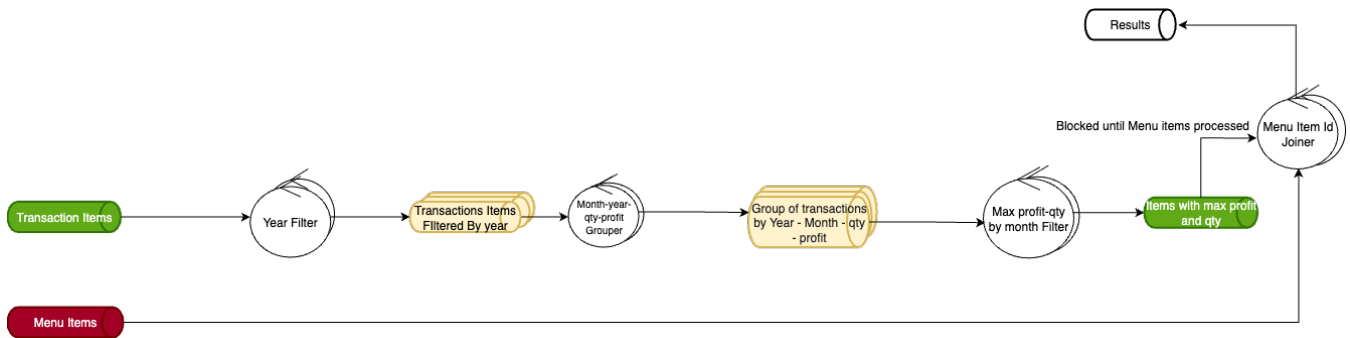 Results
Blocked until Menu items processed
Menu Item Id
Joiner
Transaction Items
Year Filter
Transactions Items
FIltered By year
Month-year-
qty-profit
Grouper
Group of transactions
by Year - Month - qty
- profit
Max profit-qty
by month Filter
Items with max profit
and qty
Menu Items